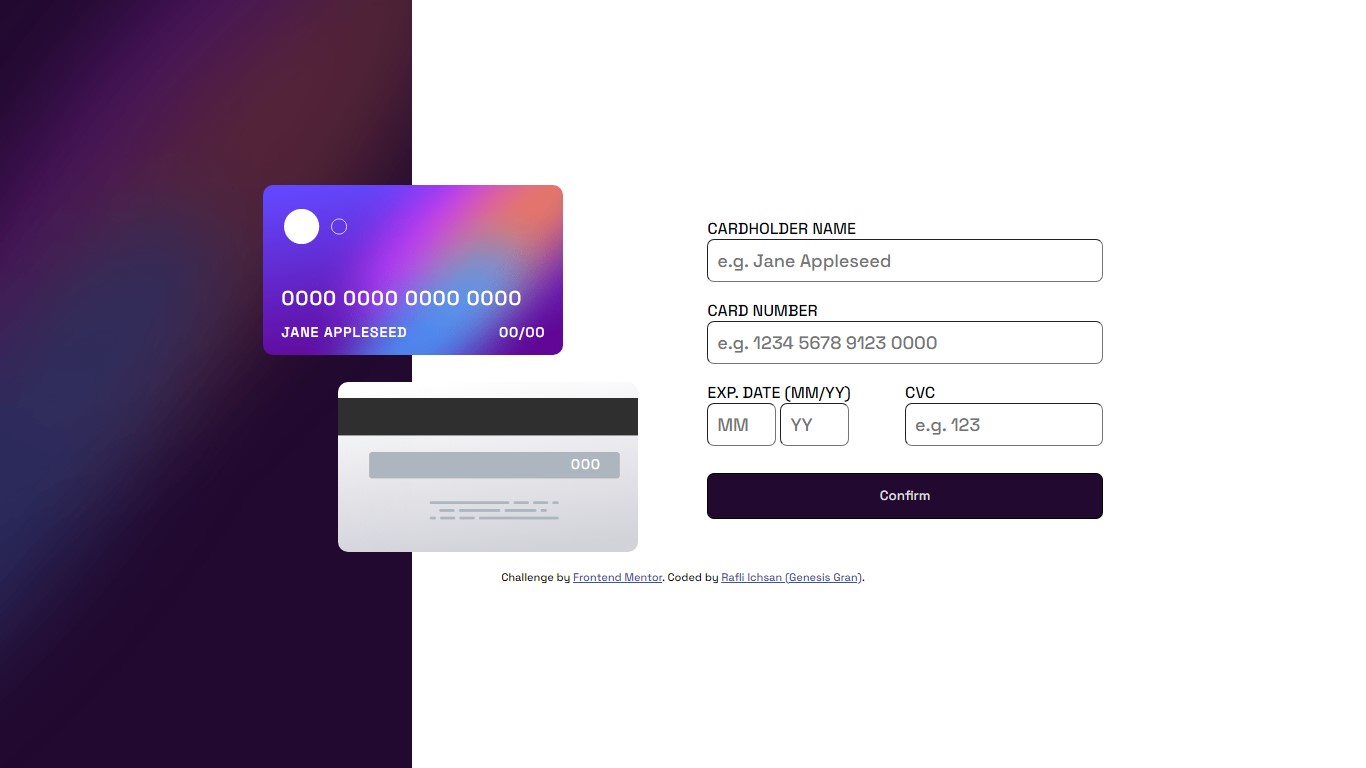 0000 0000 0000 0000
JANE APPLESEED 00/00
000
CARDHOLDER NAME
e.g. Jane Appleseed
CARD NUMBER
e.g. 1234 5678 9123 0000
EXP. DATE (MM/YY) CVC
MM YY e.g. 123
Confirm
Challenge by Frontend Mentor. Coded by Rafli Ichsan (Genesis Gran).